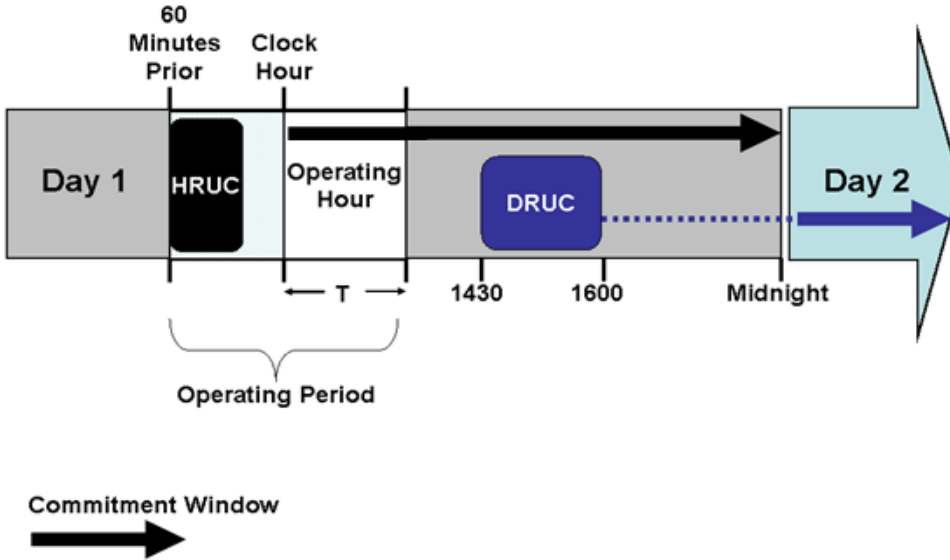 60
Minutes
Prior
Clock
Hour
Day 1
HRUC
Operating
Hour
DRUC
Day 2
T
1430
1600
Midnight
Operating Period
Commitment Window